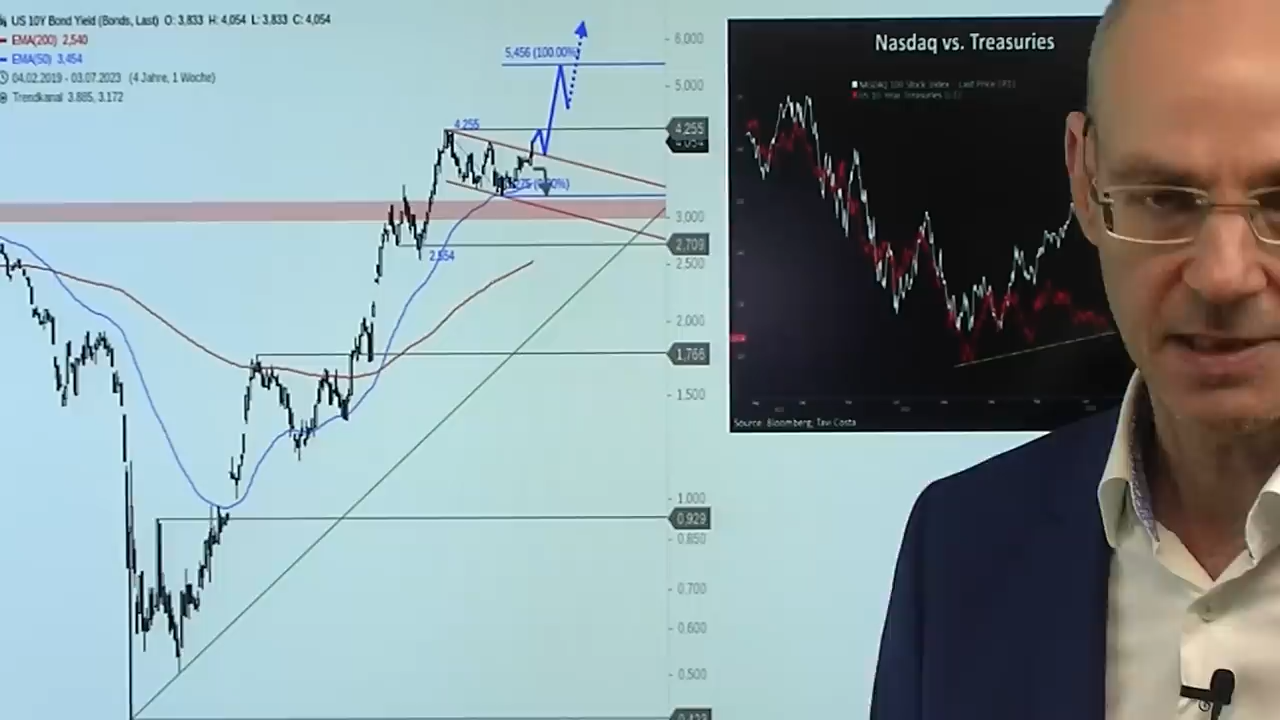 US 10Y Bond Yield (Bonds, Last) O: 3,833 H: 4,054 L: 3,833 C: 4,054
EMA(200) 2,540
EMA(50) 3,454
04.02.2019 - 03.07.2023 (4 Jahre, 1 Woche)
Trendkanal 3.885, 3.172
5,456 (100.00%)
4.255
2,554
6,000
5,000
4,255
3,000
2,709
2,500
2,000
1,766
1,500
1,000
0,929
0,850
0,700
0,600
0,500
Nasdaq vs. Treasuries
Source: Bloomberg, Tavi Costa